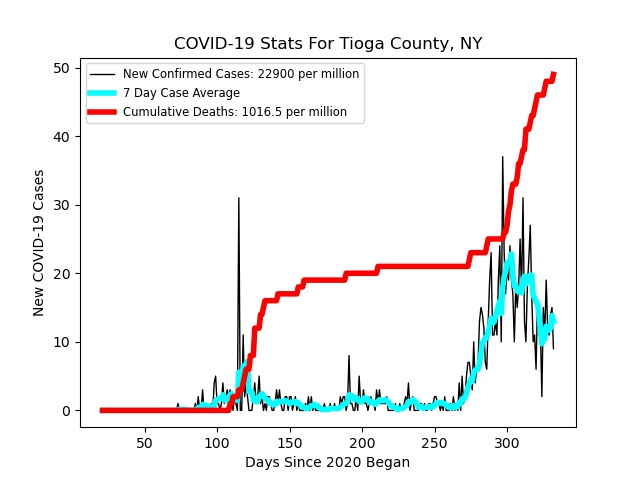 COVID-19 Stats For Tioga County, NY
New Confirmed Cases: 22900 per million
7 Day Case Average
Cumulative Deaths: 1016.5 per million
New COVID-19 Cases
50
40
30
20
10
0
50 100 150 200 250 300
Days Since 2020 Began